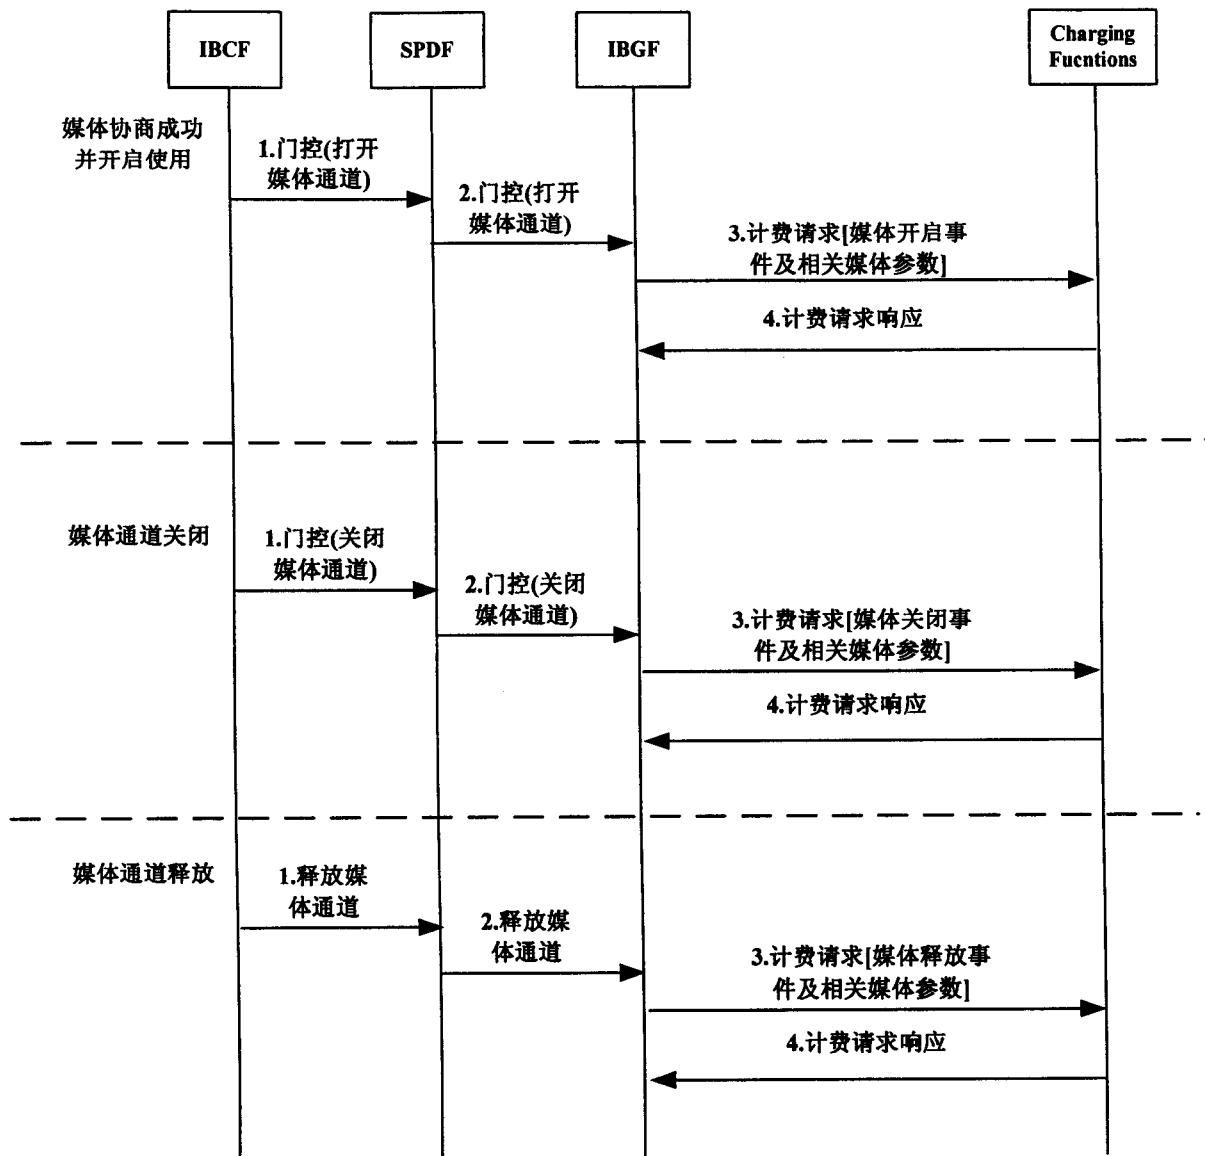 IBCF
SPDF
IBGF
Charging
Fucntions
媒体协商成功
并开启使用
1.门控(打开
媒体通道)
2.门控(打开
媒体通道)
3.计费请求[媒体开启事
件及相关媒体参数]
4.计费请求响应
媒体通道关闭
1.门控(关闭
媒体通道)
2.门控(关闭
媒体通道)
3.计费请求[媒体关闭事
件及相关媒体参数]
4.计费请求响应
媒体通道释放
1.释放媒
体通道
2.释放媒
体通道
3.计费请求[媒体释放事
件及相关媒体参数]
4.计费请求响应